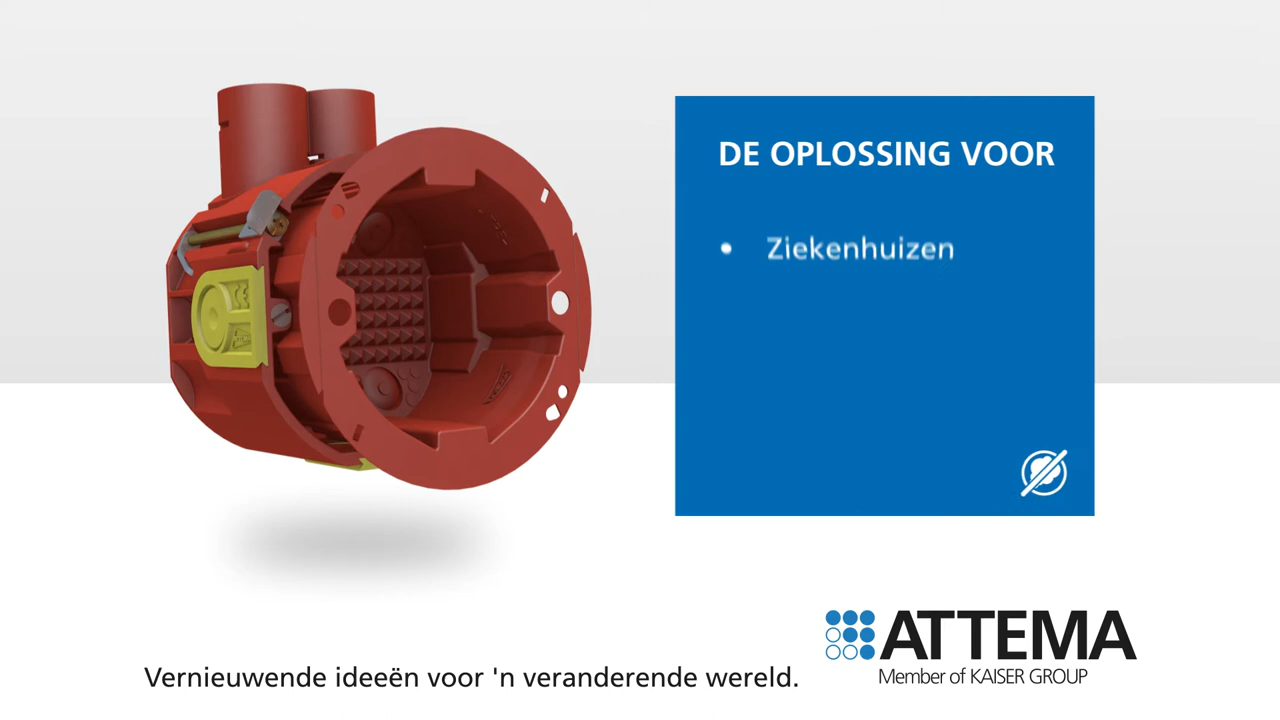 DE OPLOSSING VOOR
• Ziekenhuizen
ATTEMA
Member of KAISER GROUP
Vernieuwende ideeën voor 'n veranderende wereld.